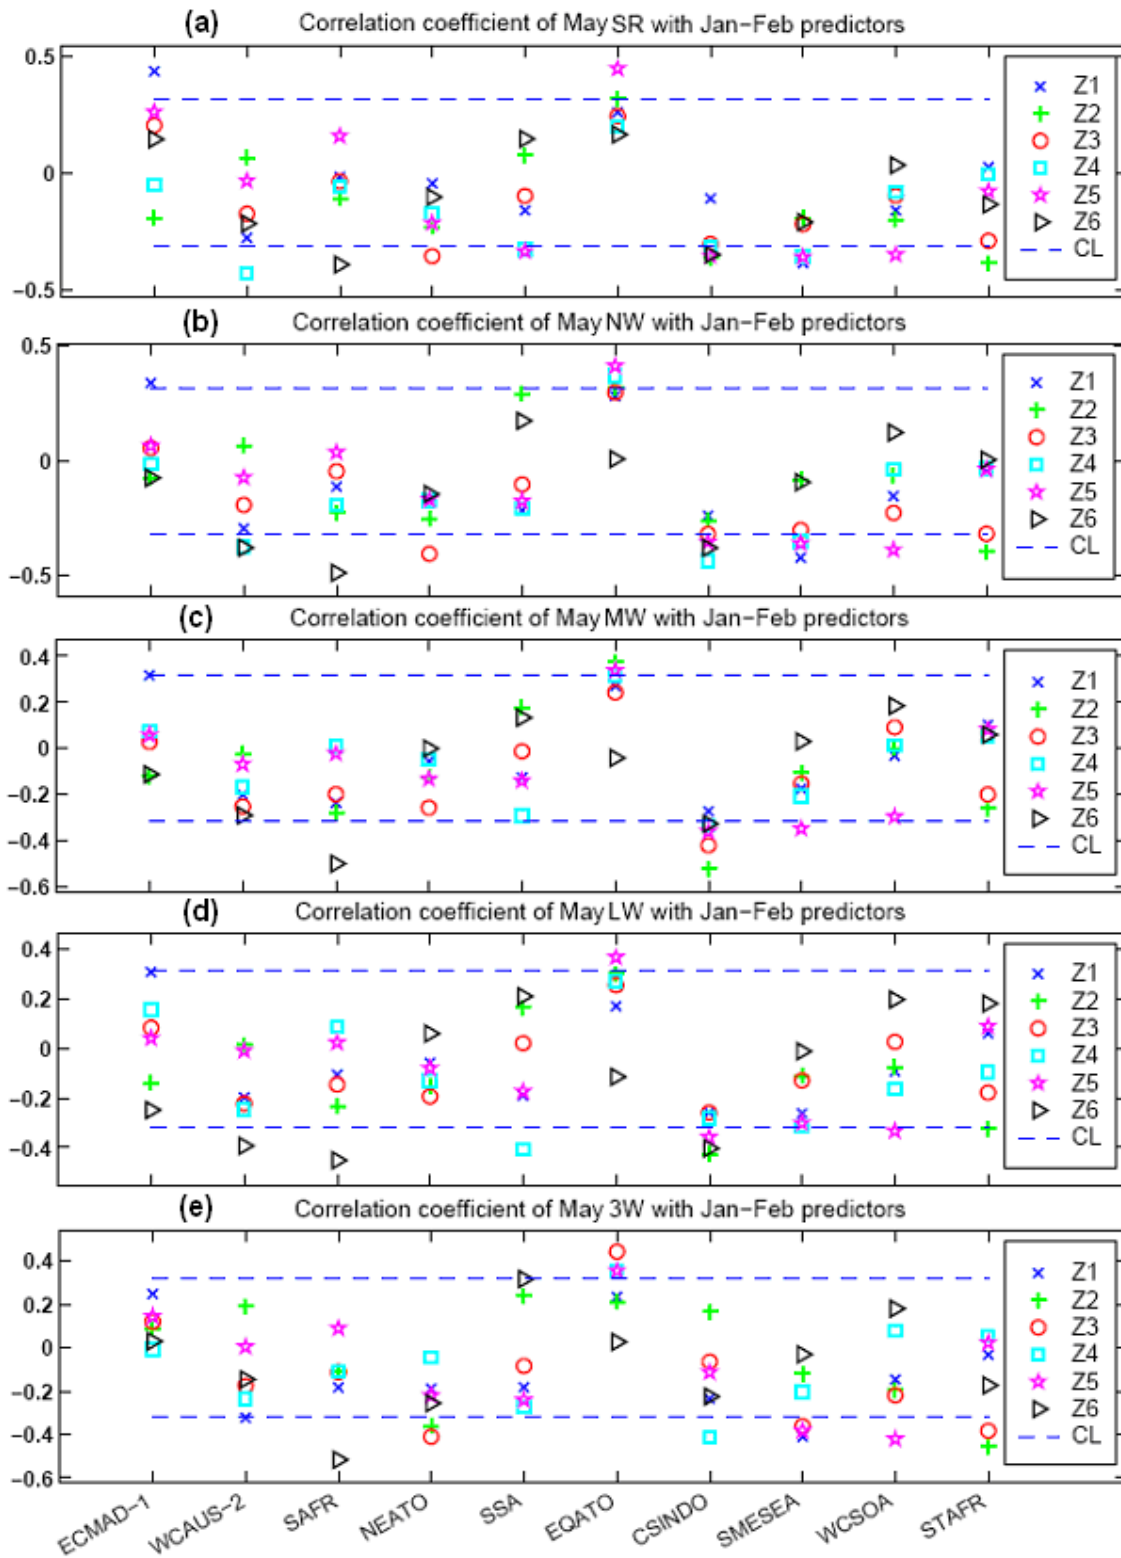 (a) Correlation coefficient of May SR with Jan-Feb predictors
0.5
0
-0.5
Z1
Z2
Z3
Z4
Z5
Z6
CL
(b) Correlation coefficient of May NW with Jan-Feb predictors
0.5
0
-0.5
Z1
Z2
Z3
Z4
Z5
Z6
CL
(c) Correlation coefficient of May MW with Jan-Feb predictors
0.4
0.2
0
-0.2
-0.4
-0.6
Z1
Z2
Z3
Z4
Z5
Z6
CL
(d) Correlation coefficient of May LW with Jan-Feb predictors
0.4
0.2
0
-0.2
-0.4
Z1
Z2
Z3
Z4
Z5
Z6
CL
(e) Correlation coefficient of May 3W with Jan-Feb predictors
0.4
0.2
0
-0.2
-0.4
-0.6
Z1
Z2
Z3
Z4
Z5
Z6
CL
ECMAD-1
WCAUS-2
SAFR
NEATO
SSA
EQATO
CSINDO
SMESEA
WCSOA
STAFR